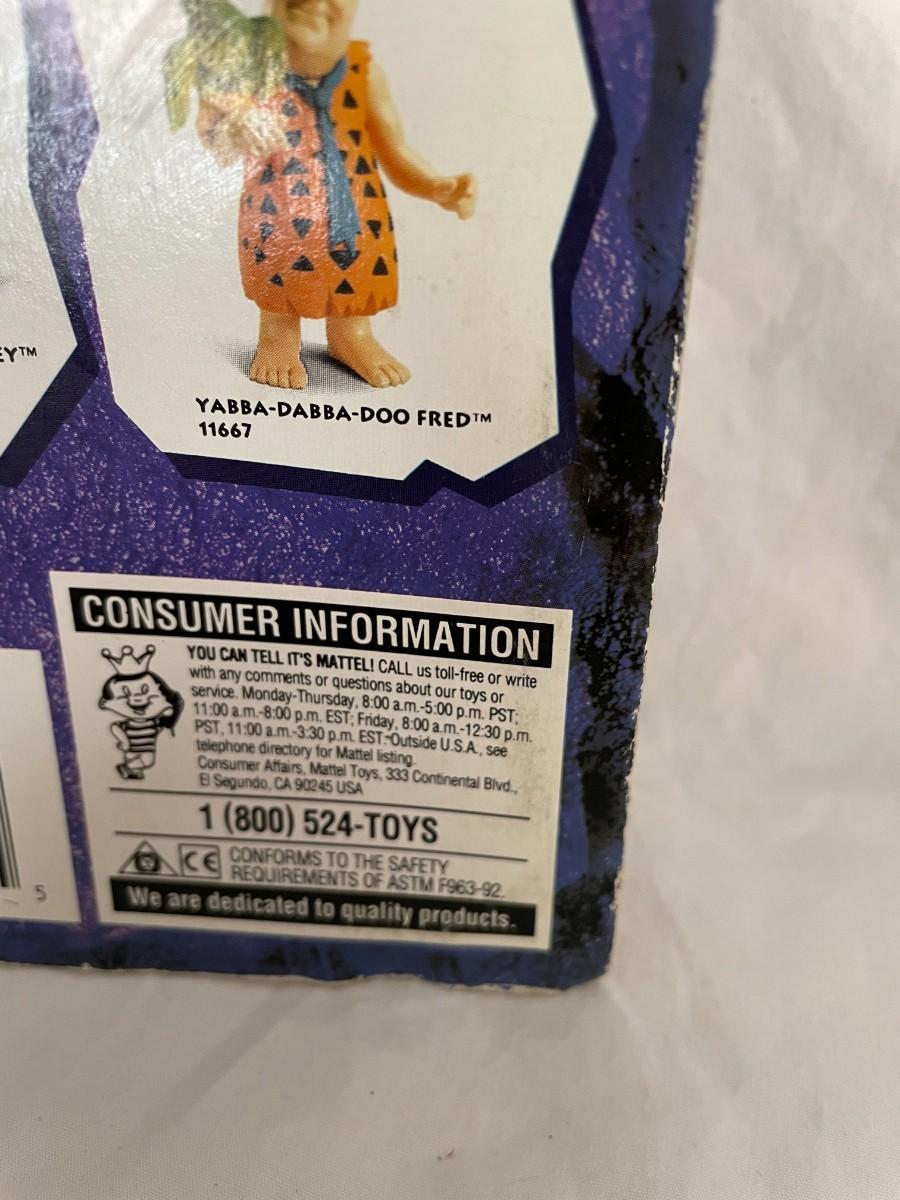 EY™
YABBA-DABBA-DOO FRED™
11667
CONSUMER INFORMATION
YOU CAN TELL IT'S MATTEL! CALL us toll-free or write
with any comments or questions about our toys or
service. Monday-Thursday, 8:00 a.m.-5:00 p.m. PST;
11:00 a.m.-8:00 p.m. EST; Friday, 8:00 a.m.-12:30 p.m.
PST, 11:00 a.m.-3:30 p.m. EST. Outside U.S.A., see
telephone directory for Mattel listing.
Consumer Affairs, Mattel Toys, 333 Continental Blvd.,
El Segundo, CA 90245 USA
1 (800) 524-TOYS
CE CONFORMS TO THE SAFETY
REQUIREMENTS OF ASTM F963-92.
We are dedicated to quality products.
5